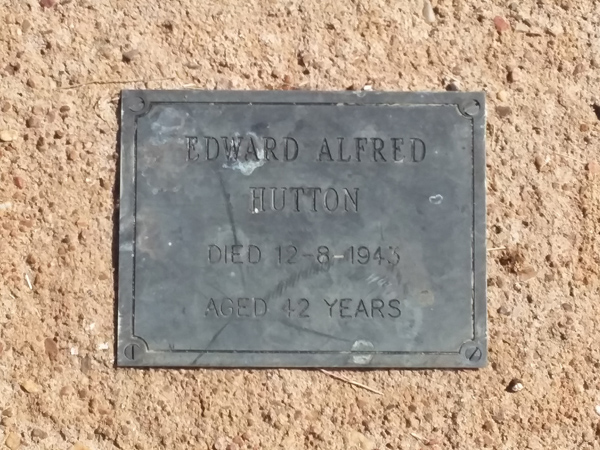 EDWARD ALFRED
HUTTON
DIED 12-8-1943
AGED 42 YEARS